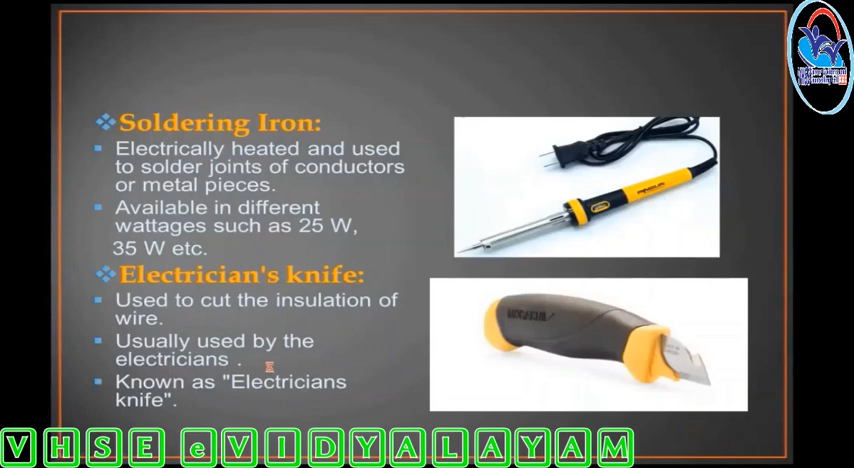 Soldering Iron:
Electrically heated and used
to solder joints of conductors
or metal pieces.
Available in different
wattages such as 25 W,
35 W etc.
Electrician's knife:
Used to cut the insulation of
wire.
Usually used by the
electricians .
Known as "Electricians
knife".
VHSE eVIDYALAYAM